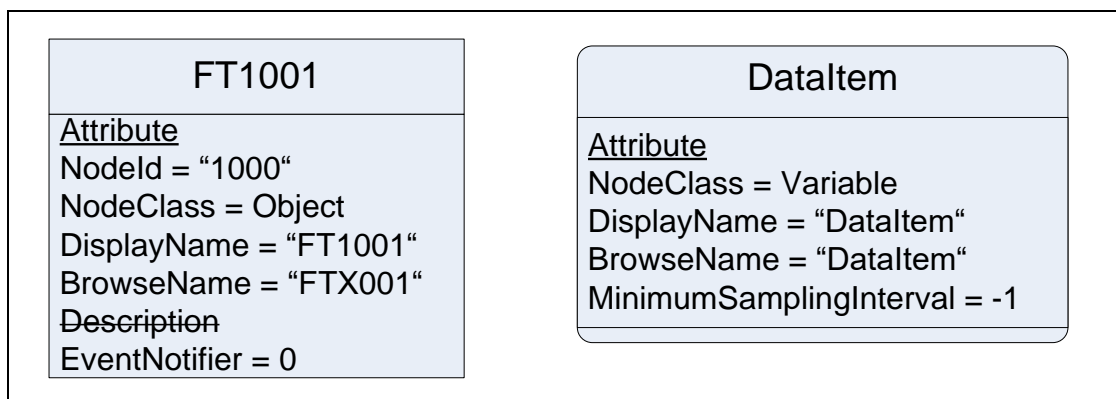 FT1001
Attribute
NodeId = “1000“
NodeClass = Object
DisplayName = “FT1001“
BrowseName = “FTX001“
Description
EventNotifier = 0
DataItem
Attribute
NodeClass = Variable
DisplayName = “DataItem“
BrowseName = “DataItem“
MinimumSamplingInterval = -1